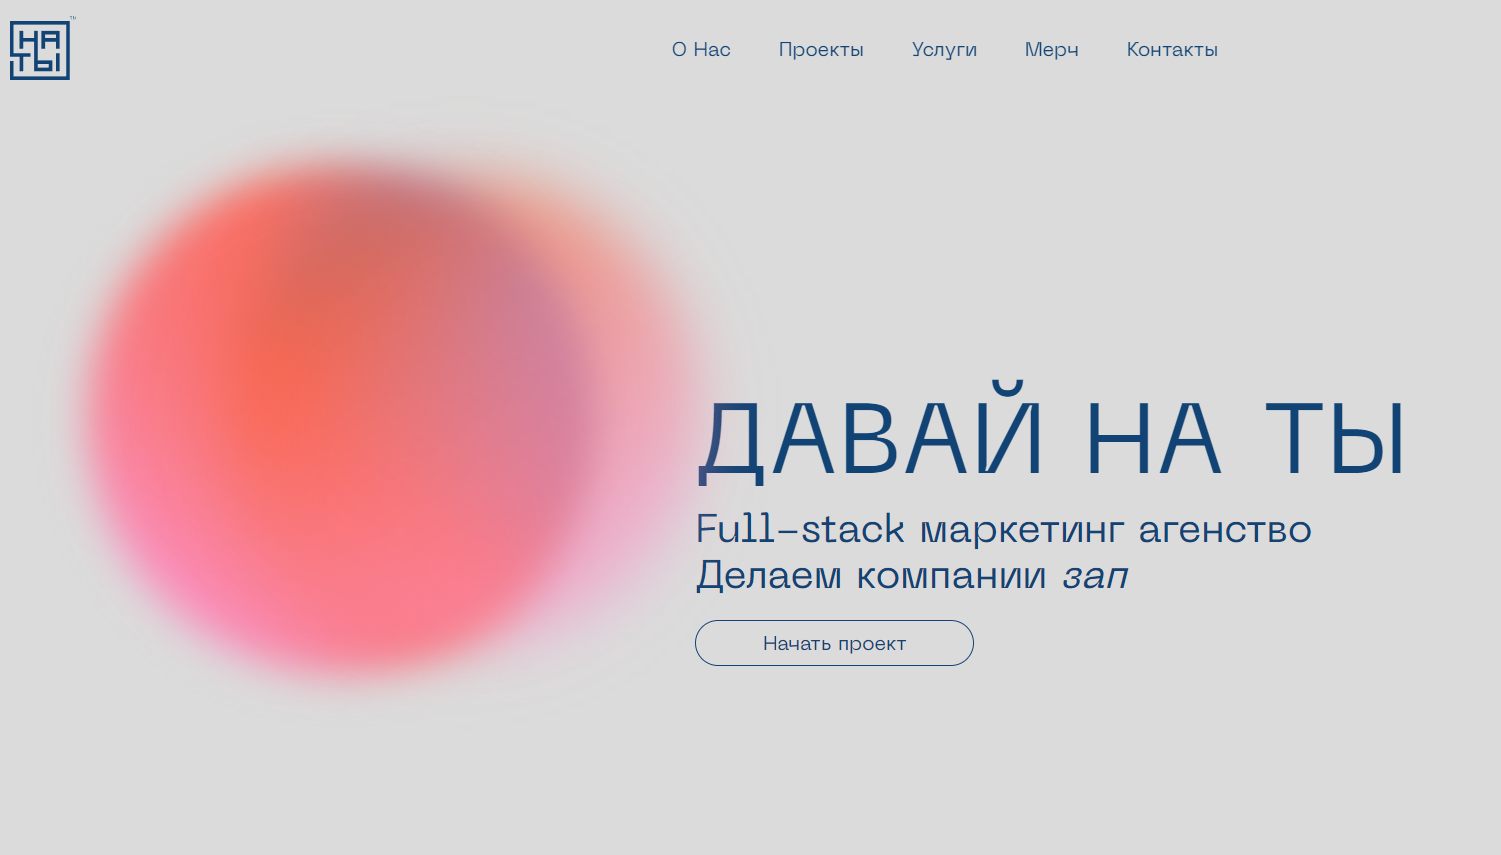 НА
ТЫ
TM
О Нас Проекты Услуги Мерч Контакты
ДАВАЙ НА ТЫ
Full-stack маркетинг агенство
Делаем компании зап
Начать проект